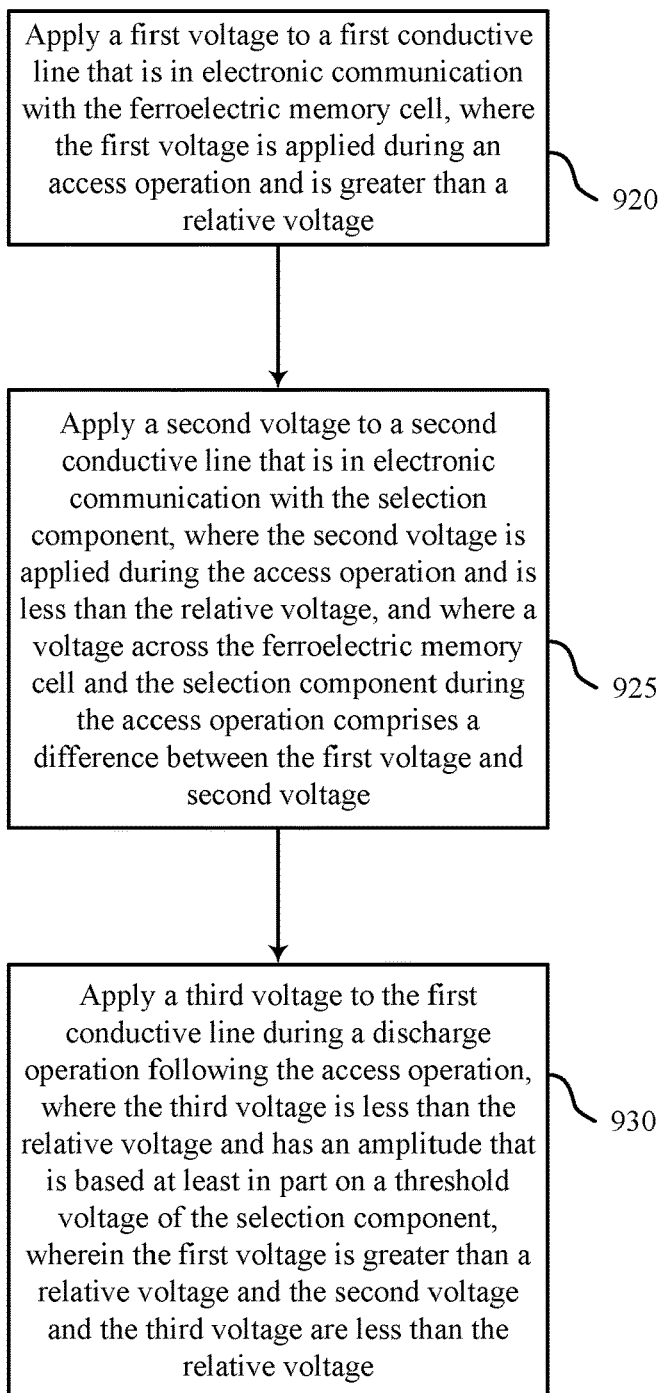 Apply a first voltage to a first conductive
line that is in electronic communication
with the ferroelectric memory cell, where
the first voltage is applied during an
access operation and is greater than a
relative voltage
920
Apply a second voltage to a second
conductive line that is in electronic
communication with the selection
component, where the second voltage is
applied during the access operation and is
less than the relative voltage, and where a
voltage across the ferroelectric memory
cell and the selection component during
the access operation comprises a
difference between the first voltage and
second voltage
925
Apply a third voltage to the first
conductive line during a discharge
operation following the access operation,
where the third voltage is less than the
relative voltage and has an amplitude that
is based at least in part on a threshold
voltage of the selection component,
wherein the first voltage is greater than a
relative voltage and the second voltage
and the third voltage are less than the
relative voltage
930